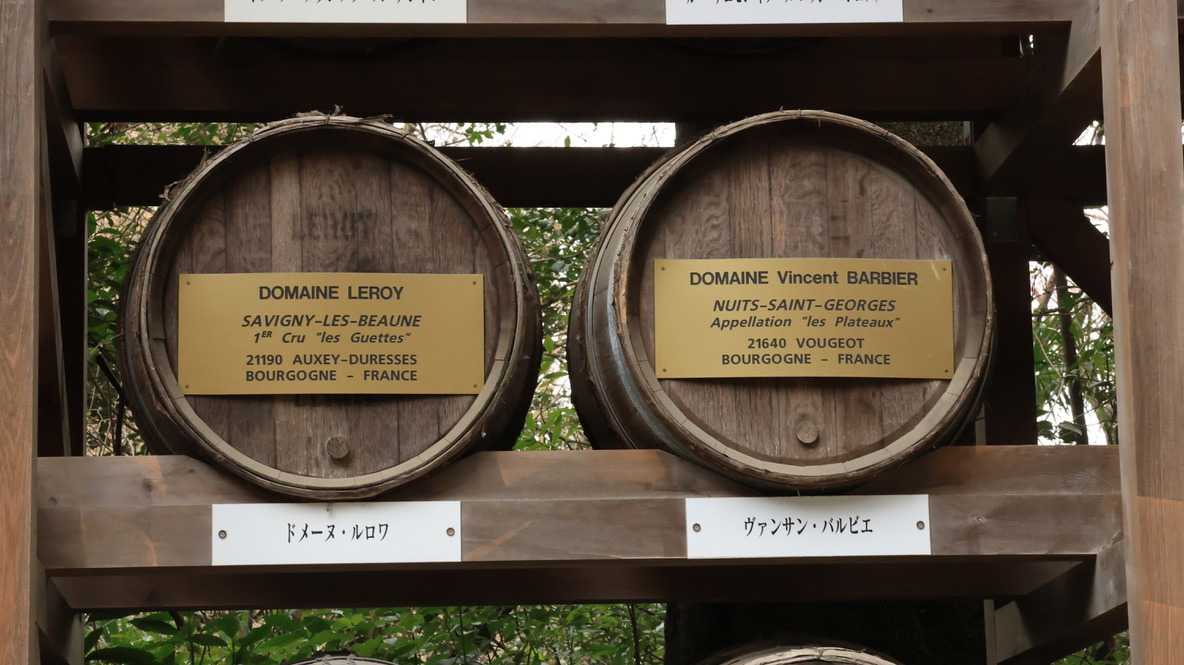 DOMAINE LEROY
SAVIGNY-LES-BEAUNE
1ER Cru "les Guettes"
21190 AUXEY-DURESSES
BOURGOGNE - FRANCE
DOMAINE Vincent BARBIER
NUITS-SAINT-GEORGES
Appellation "les Plateaux"
21640 VOUGEOT
BOURGOGNE - FRANCE
ドメーヌ・ルロワ
ヴァンサン・バルビエ